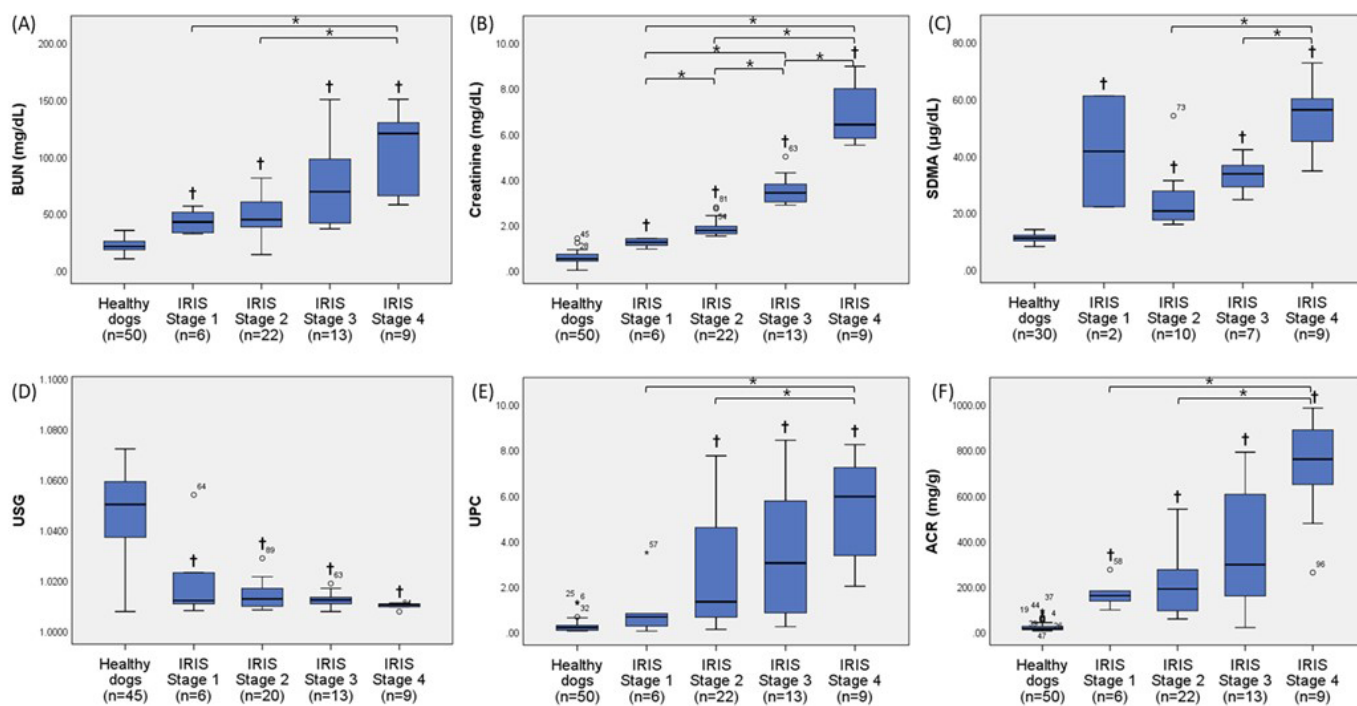 (A)
*
*
200.00
150.00
100.00
50.00
.00
BUN (mg/dL)
† † † †
Healthy dogs (n=50)
IRIS Stage 1 (n=6)
IRIS Stage 2 (n=22)
IRIS Stage 3 (n=13)
IRIS Stage 4 (n=9)
(B)
*
*
*
*
*
*
10.00
8.00
6.00
4.00
2.00
.00
Creatinine (mg/dL)
45
28
†
†
81
54
†
63
†
Healthy dogs (n=50)
IRIS Stage 1 (n=6)
IRIS Stage 2 (n=22)
IRIS Stage 3 (n=13)
IRIS Stage 4 (n=9)
(C)
*
*
80.00
60.00
40.00
20.00
.00
SDMA (µg/dL)
†
73
†
†
†
Healthy dogs (n=30)
IRIS Stage 1 (n=2)
IRIS Stage 2 (n=10)
IRIS Stage 3 (n=7)
IRIS Stage 4 (n=9)
(D)
1.1000
1.0800
1.0600
1.0400
1.0200
1.0000
USG
64
†
†
89
†
63
†
Healthy dogs (n=45)
IRIS Stage 1 (n=6)
IRIS Stage 2 (n=20)
IRIS Stage 3 (n=13)
IRIS Stage 4 (n=9)
(E)
*
*
10.00
8.00
6.00
4.00
2.00
.00
UPC
25
6
32
57
†
†
†
Healthy dogs (n=50)
IRIS Stage 1 (n=6)
IRIS Stage 2 (n=22)
IRIS Stage 3 (n=13)
IRIS Stage 4 (n=9)
(F)
*
*
1000.00
800.00
600.00
400.00
200.00
.00
ACR (mg/g)
19
44
37
4
47
†
58
†
†
†
96
Healthy dogs (n=50)
IRIS Stage 1 (n=6)
IRIS Stage 2 (n=22)
IRIS Stage 3 (n=13)
IRIS Stage 4 (n=9)